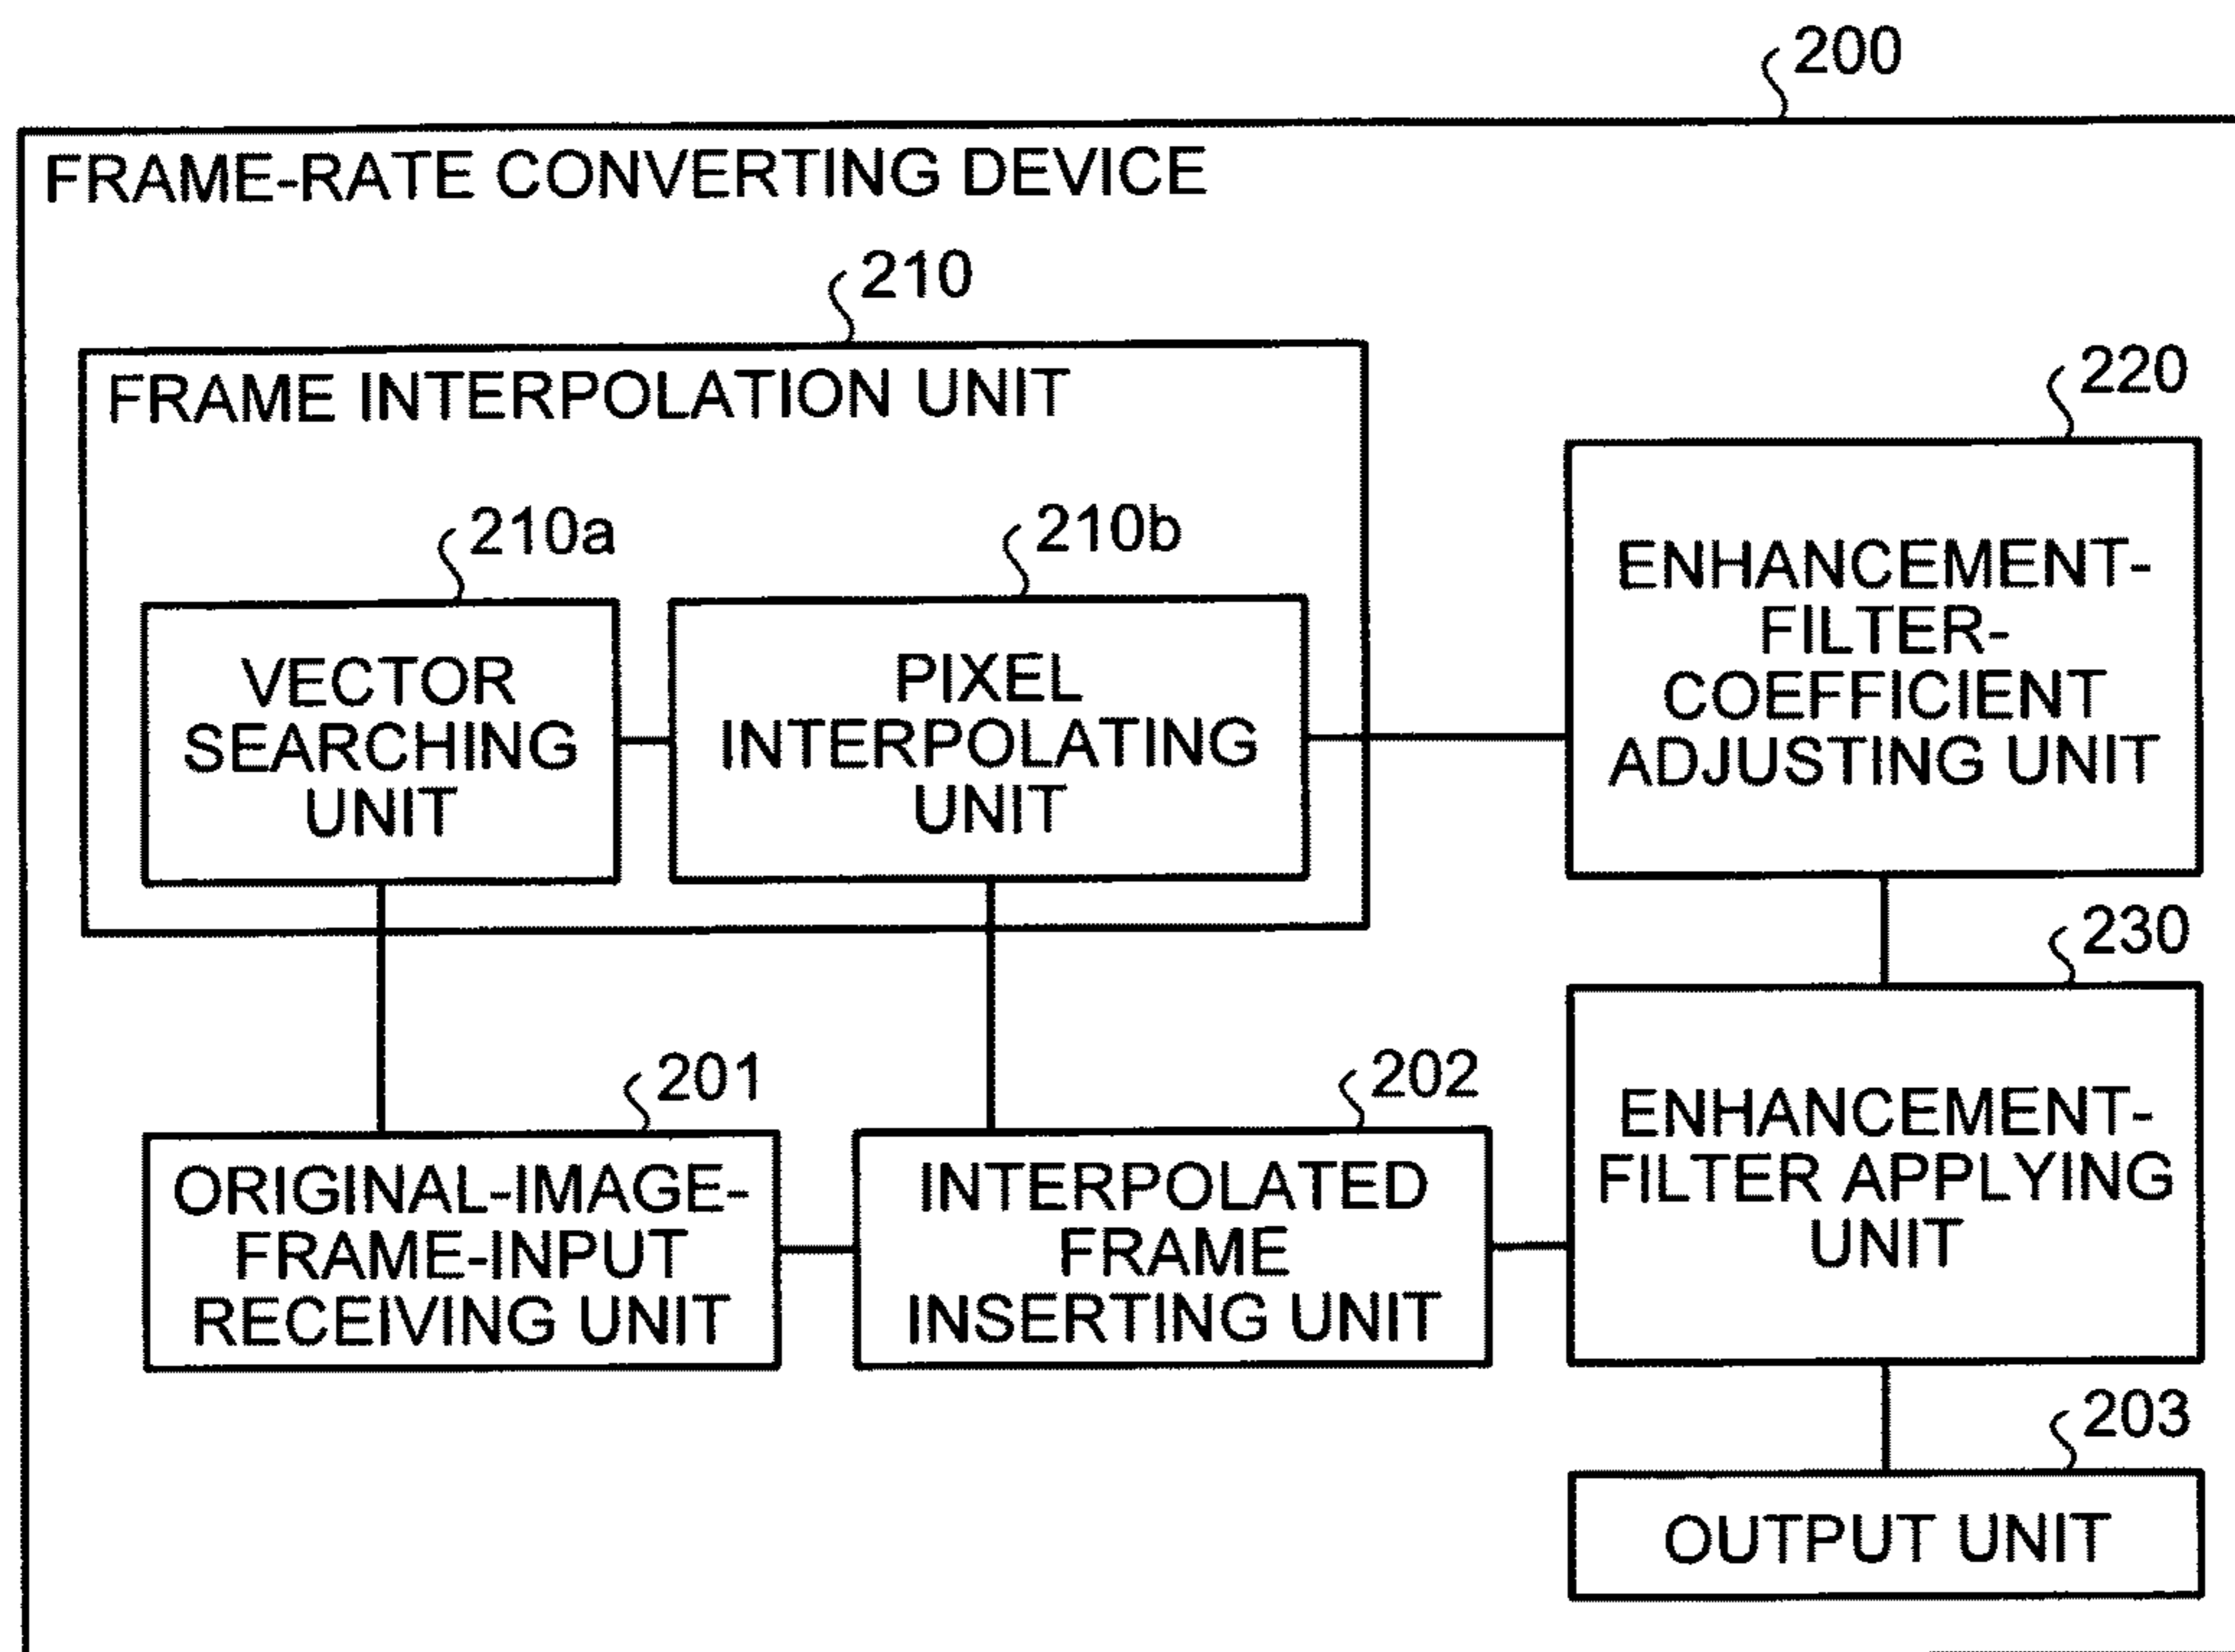 200
FRAME-RATE CONVERTING DEVICE
210
FRAME INTERPOLATION UNIT
220
210a
210b
VECTOR
SEARCHING
UNIT
PIXEL
INTERPOLATING
UNIT
ENHANCEMENT-
FILTER-
COEFFICIENT
ADJUSTING UNIT
230
201
202
ORIGINAL-IMAGE-
FRAME-INPUT
RECEIVING UNIT
INTERPOLATED
FRAME
INSERTING UNIT
ENHANCEMENT-
FILTER APPLYING
UNIT
203
OUTPUT UNIT